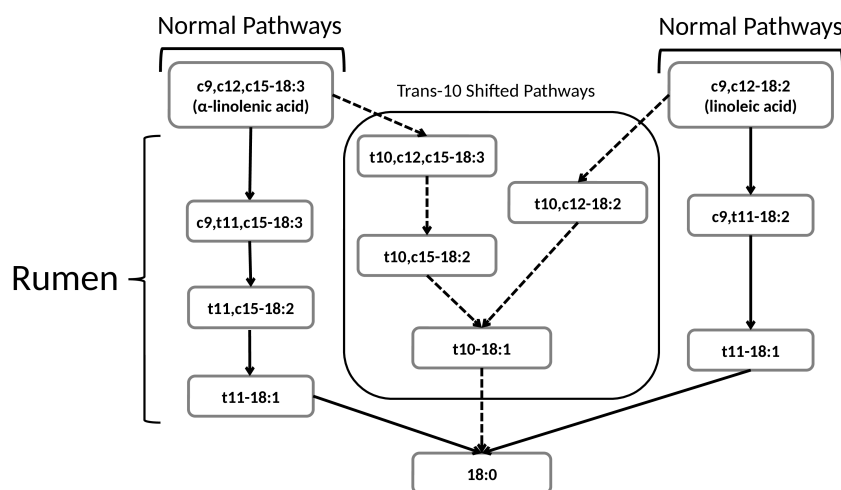 Normal Pathways
Normal Pathways
c9,c12,c15-18:3
(α-linolenic acid)
Trans-10 Shifted Pathways
c9,c12-18:2
(linoleic acid)
t10,c12,c15-18:3
t10,c12-18:2
c9,t11,c15-18:3
c9,t11-18:2
t10,c15-18:2
Rumen
t11,c15-18:2
t10-18:1
t11-18:1
t11-18:1
18:0